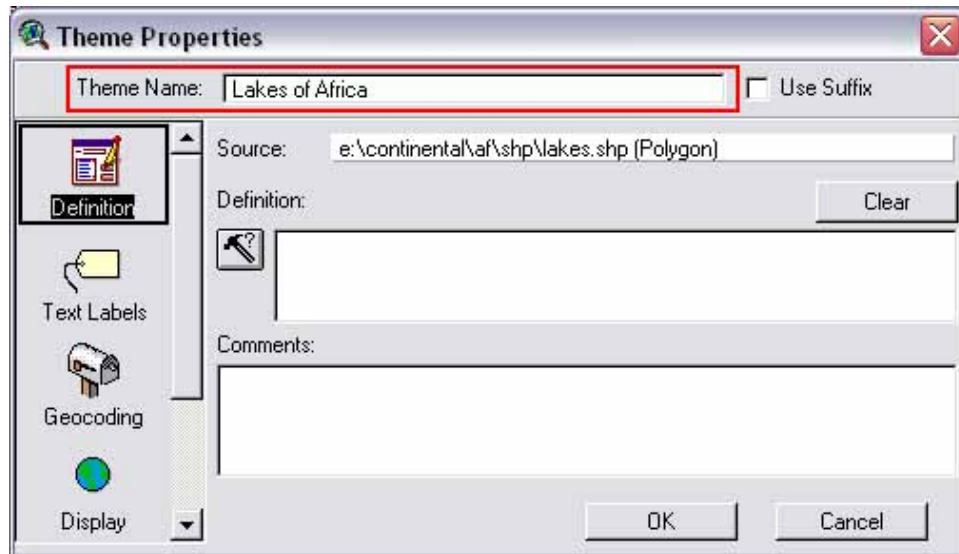 Theme Properties
Theme Name: Lakes of Africa
Use Suffix
Definition
Text Labels
Geocoding
Display
Source: e:\continental\af\shp\lakes.shp (Polygon)
Definition:
Clear
?
Comments:
OK
Cancel